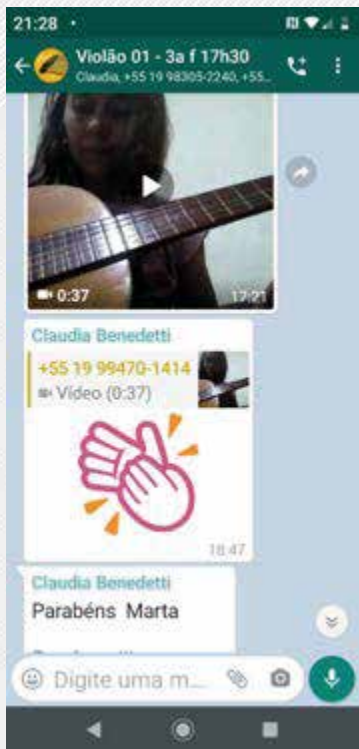 21:28
Violão 01 - 3a f 17h30
Claudia, +55 19 98305-2240, +55...
0:37
17:21
Claudia Benedetti
+55 19 99470-1414
Vídeo (0:37)
18:47
Claudia Benedetti
Parabéns Marta
Digite uma m...